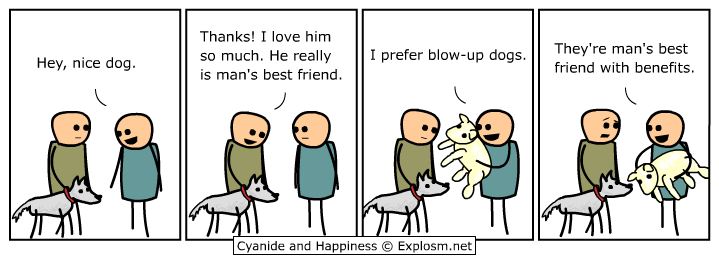 Hey, nice dog.
Thanks! I love him
so much. He really
is man's best friend.
I prefer blow-up dogs.
They're man's best
friend with benefits.
Cyanide and Happiness © Explosm.net